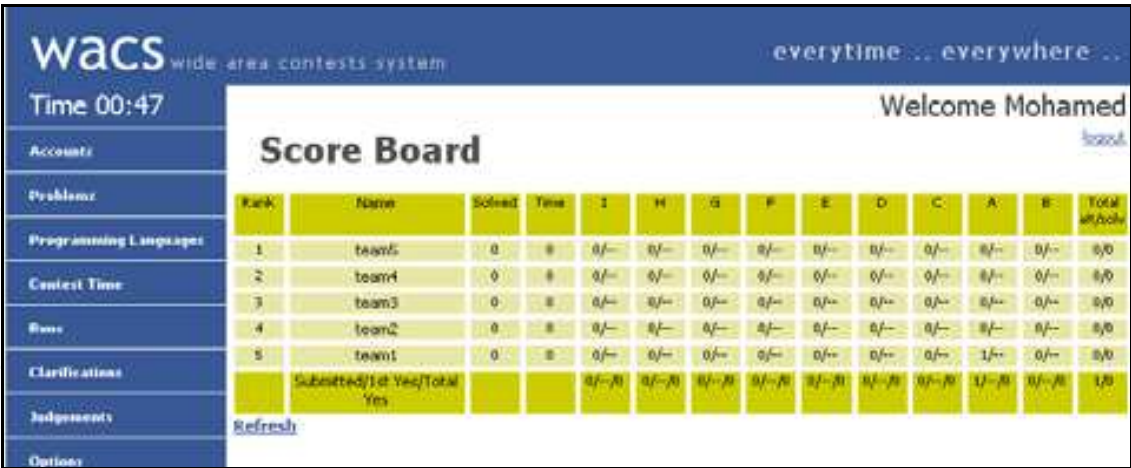 wacs wide area contests system
everytime .. everywhere ..
Time 00:47
Welcome Mohamed
logout
Accounts
Problems
Programming Languages
Contest Time
Runs
Clarifications
Judgements
Options
Score Board
Rank Name Solved Time I H G F E D C A B Total att/solv
1 team5 0 0 0/-- 0/-- 0/-- 0/-- 0/-- 0/-- 0/-- 0/-- 0/-- 0/0
2 team4 0 0 0/-- 0/-- 0/-- 0/-- 0/-- 0/-- 0/-- 0/-- 0/-- 0/0
3 team3 0 0 0/-- 0/-- 0/-- 0/-- 0/-- 0/-- 0/-- 0/-- 0/-- 0/0
4 team2 0 0 0/-- 0/-- 0/-- 0/-- 0/-- 0/-- 0/-- 0/-- 0/-- 0/0
5 team1 0 0 0/-- 0/-- 0/-- 0/-- 0/-- 0/-- 0/-- 1/-- 0/--
Submitted/1st Yes/Total 0/--/0 0/--/0 0/--/0 0/--/0 0/--/0 0/--/0 0/--/0 1/--/0 0/--/0 1/0
Yes
Refresh